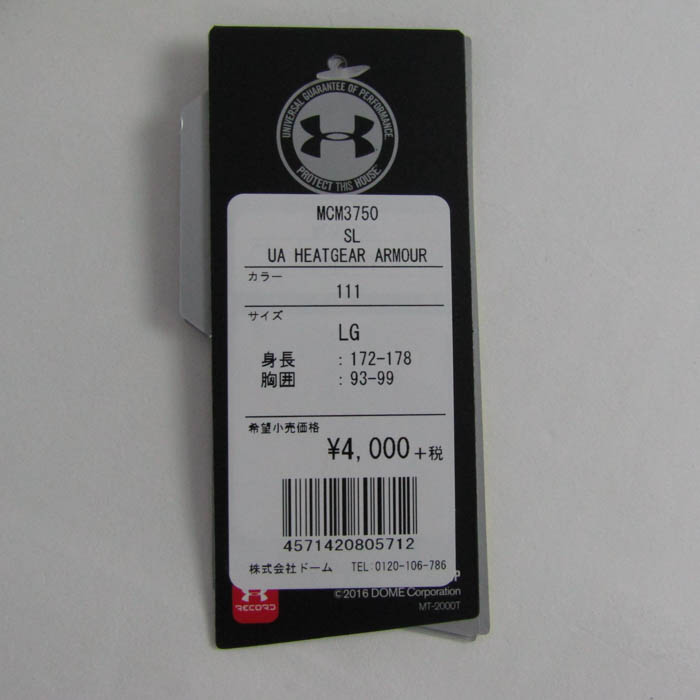 UNIVERSAL GUARANTEE OF PERFORMANCE
PROTECT THIS HOUSE
MCM3750
SL
UA HEATGEAR ARMOUR
カラー
111
サイズ
LG
身長 : 172-178
胸囲 : 93-99
希望小売価格
¥4,000 +税
4571420805712
株式会社ドーム TEL:0120-106-786
©2016 DOME Corporation
MT-2000T
RECORD